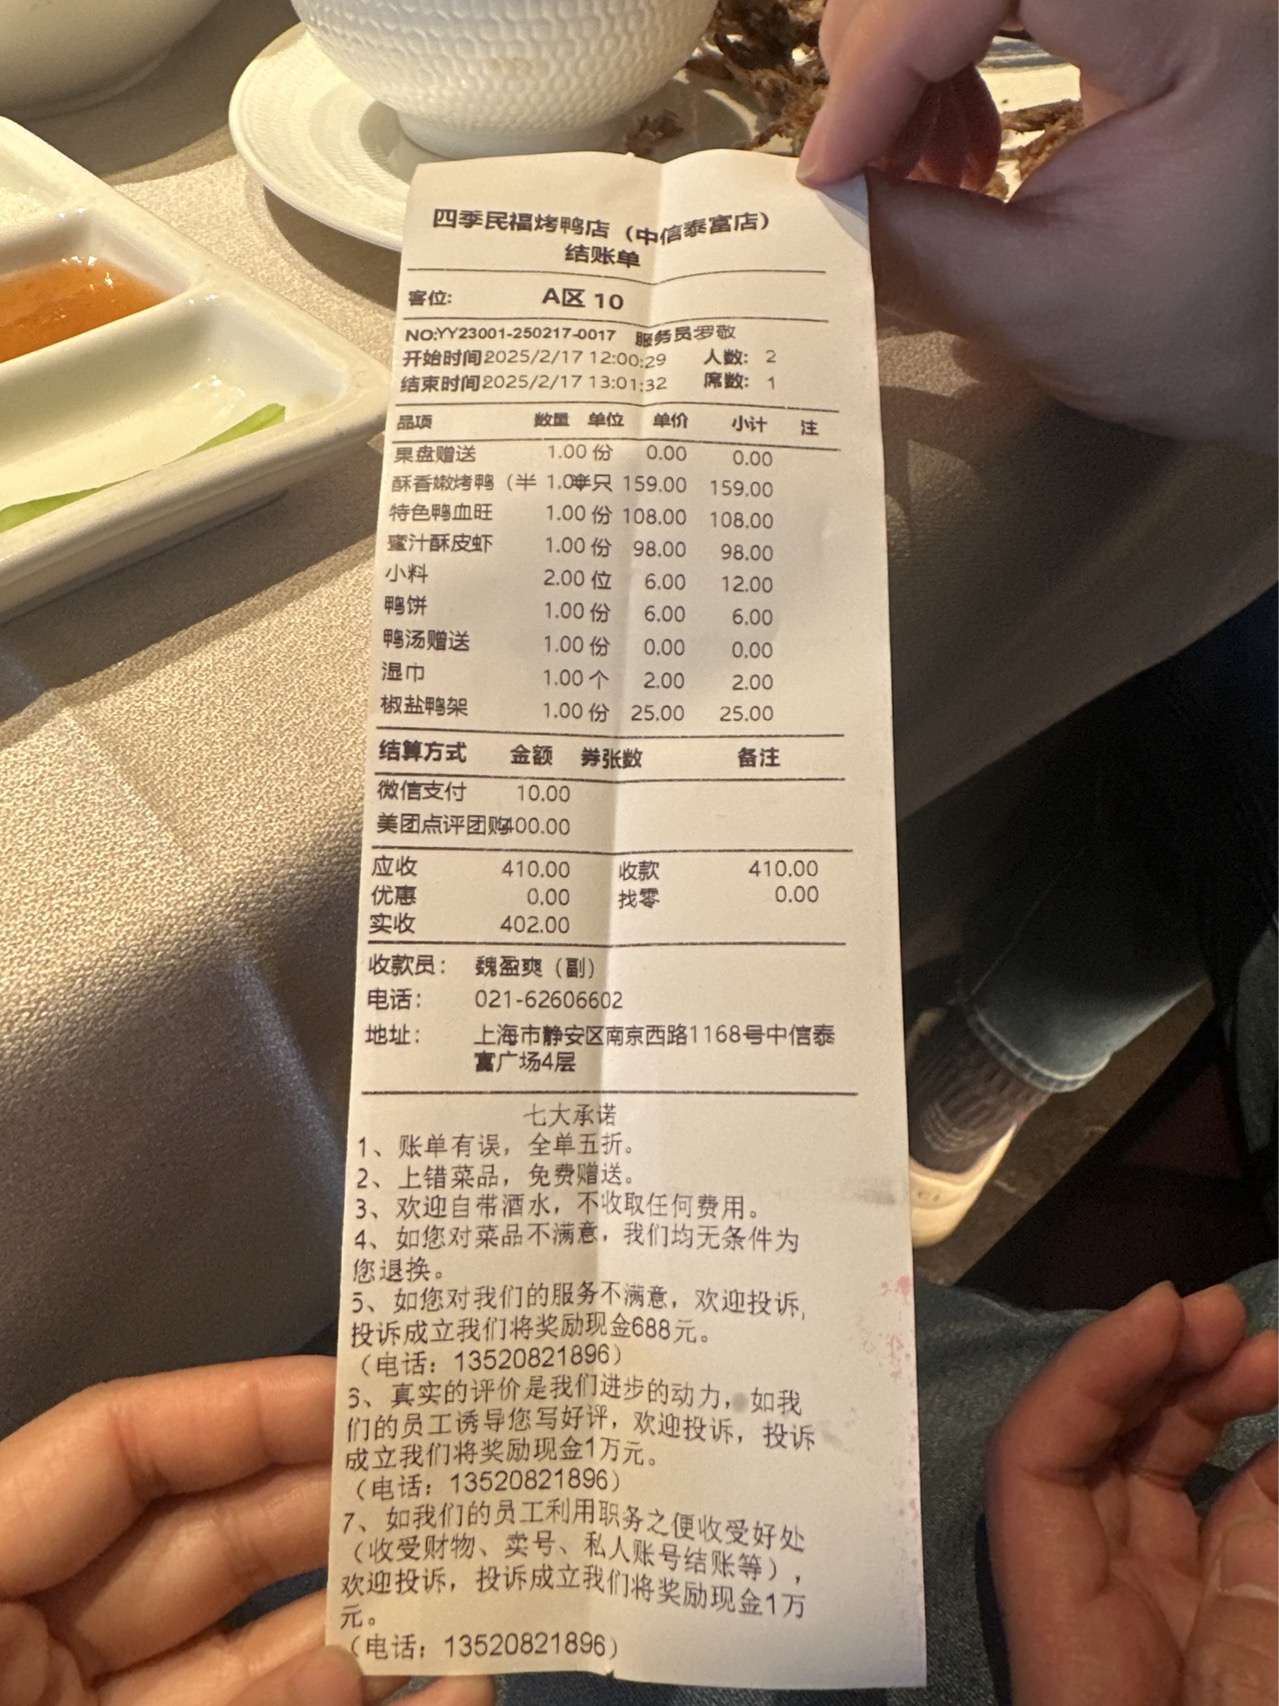 四季民福烤鸭店（中信泰富店）
结账单
客位： A区 10
NO:YY23001-250217-0017 服务员罗敬
开始时间2025/2/17 12:00:29 人数： 2
结束时间2025/2/17 13:01:32 席数： 1
品项 数量 单位 单价 小计 注
果盘赠送 1.00 份 0.00 0.00
酥香嫩烤鸭（半 1.00半只 159.00 159.00
特色鸭血旺 1.00 份 108.00 108.00
蜜汁酥皮虾 1.00 份 98.00 98.00
小料 2.00 位 6.00 12.00
鸭饼 1.00 份 6.00 6.00
鸭汤赠送 1.00 份 0.00 0.00
湿巾 1.00 个 2.00 2.00
椒盐鸭架 1.00 份 25.00 25.00
结算方式 金额 券张数 备注
微信支付 10.00
美团点评团购400.00
应收 410.00 收款 410.00
优惠 0.00 找零 0.00
实收 402.00
收款员： 魏盈爽（副）
电话： 021-62606602
地址： 上海市静安区南京西路1168号中信泰
富广场4层
七大承诺
1、账单有误，全单五折。
2、上错菜品，免费赠送。
3、欢迎自带酒水，不收取任何费用。
4、如您对菜品不满意，我们均无条件为
您退换。
5、如您对我们的服务不满意，欢迎投诉，
投诉成立我们将奖励现金688元。
（电话：13520821896）
6、真实的评价是我们进步的动力，如我
们的员工诱导您写好评，欢迎投诉，投诉
成立我们将奖励现金1万元。
（电话：13520821896）
7、如我们的员工利用职务之便收受好处
（收受财物、卖号、私人账号结账等），
欢迎投诉，投诉成立我们将奖励现金1万
元。
（电话：13520821896）